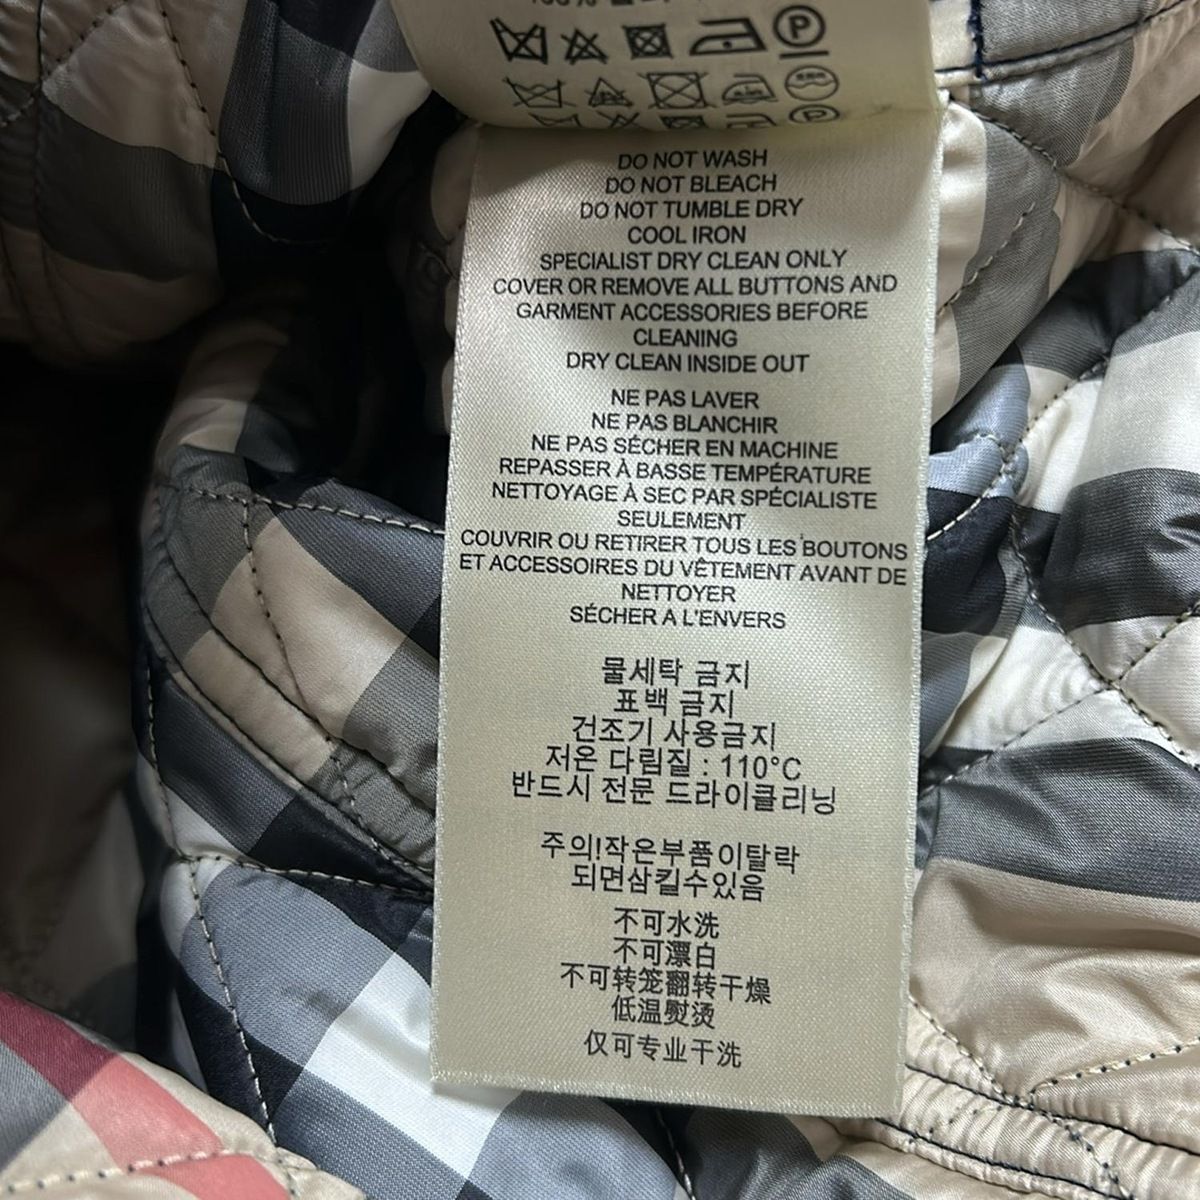 DO NOT WASH
DO NOT BLEACH
DO NOT TUMBLE DRY
COOL IRON
SPECIALIST DRY CLEAN ONLY
COVER OR REMOVE ALL BUTTONS AND
GARMENT ACCESSORIES BEFORE
CLEANING
DRY CLEAN INSIDE OUT
NE PAS LAVER
NE PAS BLANCHIR
NE PAS SÉCHER EN MACHINE
REPASSER À BASSE TEMPÉRATURE
NETTOYAGE À SEC PAR SPÉCIALISTE
SEULEMENT
COUVRIR OU RETIRER TOUS LES BOUTONS
ET ACCESSOIRES DU VÊTEMENT AVANT DE
NETTOYER
SÉCHER A L'ENVERS
물세탁 금지
표백 금지
건조기 사용금지
저온 다림질 : 110°C
반드시 전문 드라이클리닝
주의!작은부품이탈락
되면삼킬수있음
不可水洗
不可漂白
不可转笼翻转干燥
低温熨烫
仅可专业干洗